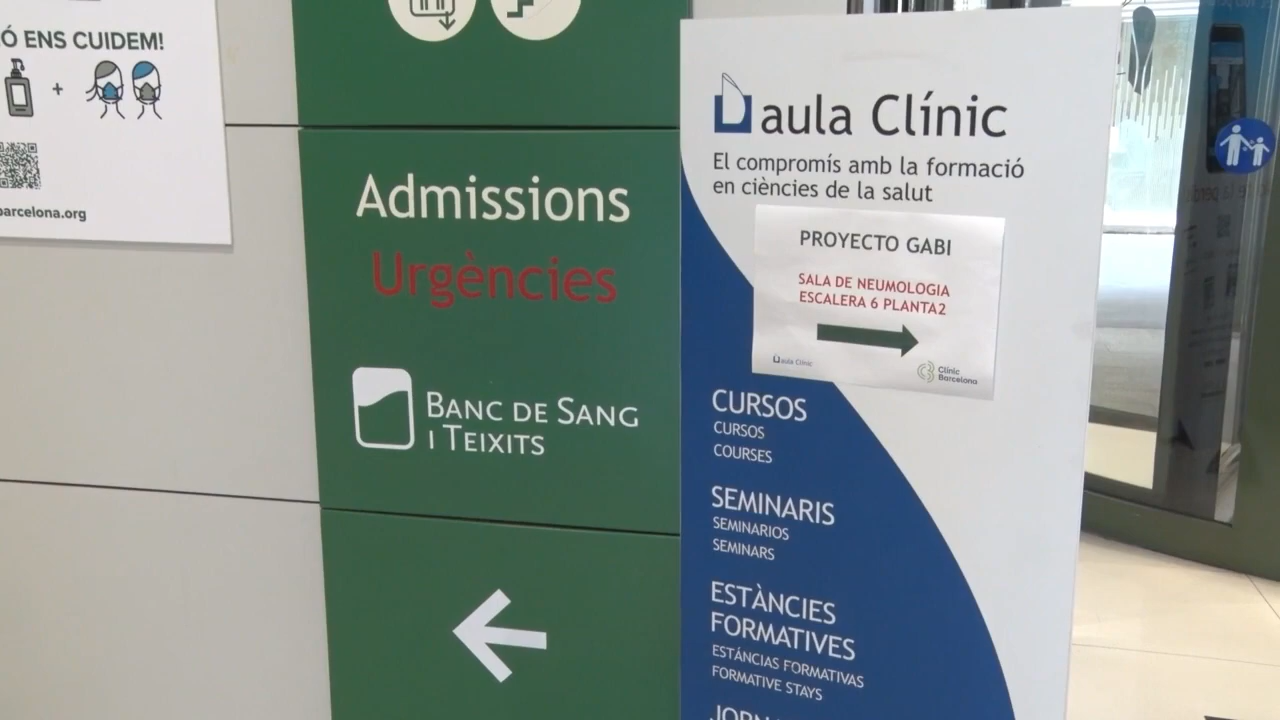 Ó ENS CUIDEM!
+
barcelona.org
Admissions
Urgències
BANC DE SANG
I TEIXITS
aula Clínic
El compromís amb la formació
en ciències de la salut
PROYECTO GABI
SALA DE NEUMOLOGIA
ESCALERA 6 PLANTA2
aula Clínic
Clínic
Barcelona
CURSOS
CURSOS
COURSES
SEMINARIS
SEMINARIOS
SEMINARS
ESTÀNCIES
FORMATIVES
ESTÁNCIAS FORMATIVAS
FORMATIVE STAYS